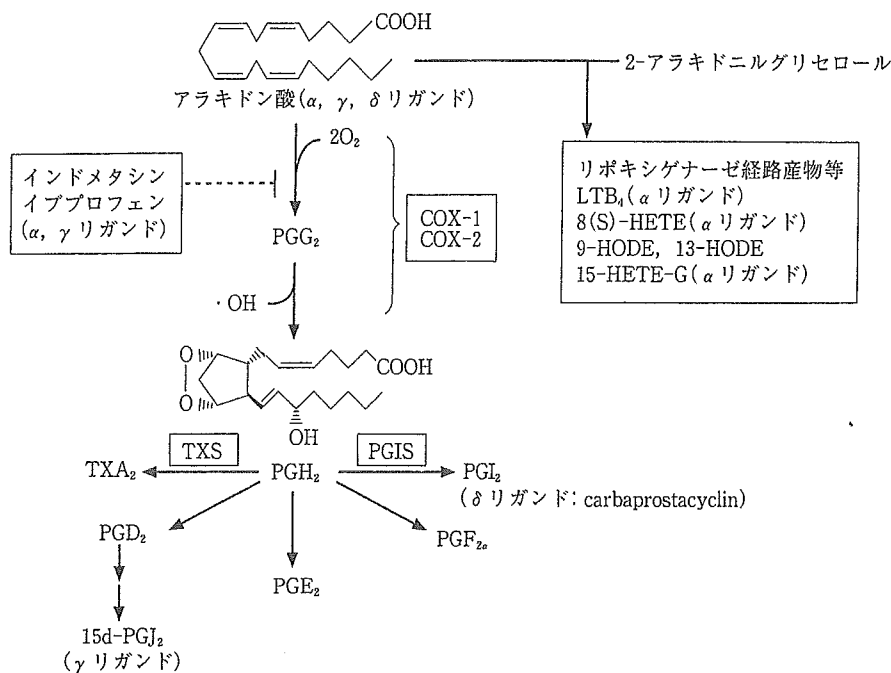 COOH
アラキドン酸(α, γ, δリガンド)
2-アラキドニルグリセロール
2O₂
インドメタシン
イブプロフェン
(α, γリガンド)
リポキシゲナーゼ経路産物等
LTB₄(αリガンド)
8(S)-HETE(αリガンド)
9-HODE, 13-HODE
15-HETE-G(αリガンド)
COX-1
COX-2
PGG₂
·OH
O
O
COOH
OH
TXS
PGIS
TXA₂
PGH₂
PGI₂
(δリガンド: carbaprostacyclin)
PGD₂
PGF₂α
PGE₂
15d-PGJ₂
(γリガンド)